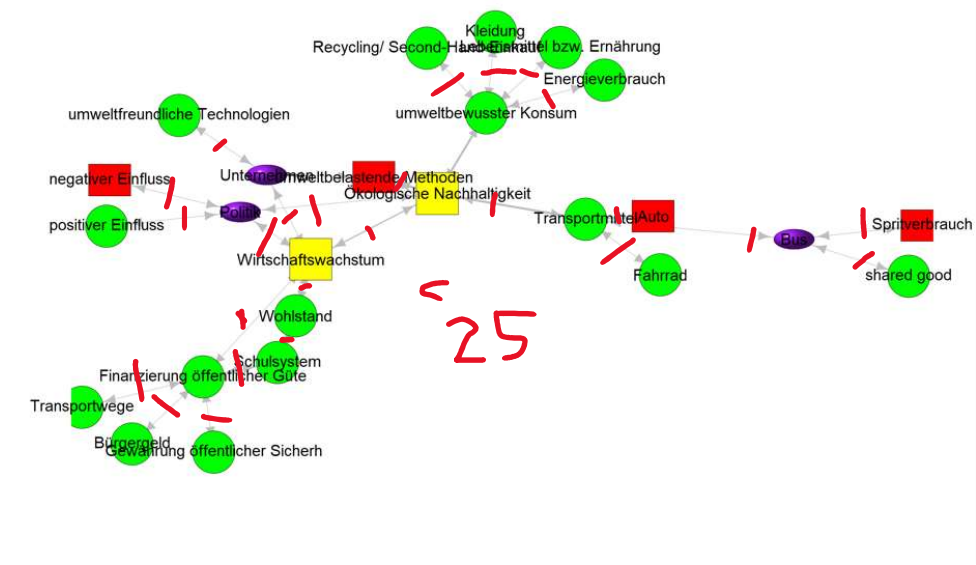 Kleidung
Recycling/ Second-Hand-Einkauf
Lebensmittel bzw. Ernährung
Energieverbrauch
umweltbewusster Konsum
umweltfreundliche Technologien
negativer Einfluss
Unternehmen
umweltbelastende Methoden
Ökologische Nachhaltigkeit
Politik
positiver Einfluss
Transportmittel
Auto
Bus
Spritverbrauch
Wirtschaftswachstum
Fahrrad
shared good
Wohlstand
25
Schulsystem
Finanzierung öffentlicher Güte
Transportwege
Bürgergeld
Gewährung öffentlicher Sicherh